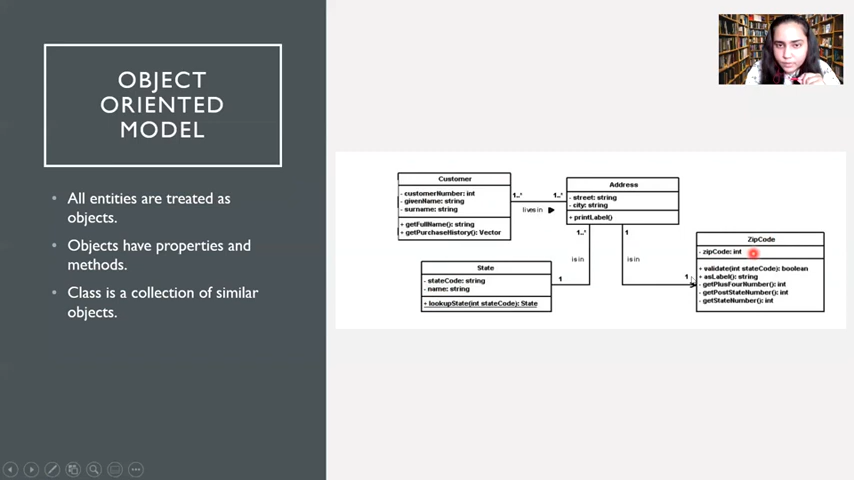 OBJECT
ORIENTED
MODEL
• All entities are treated as
objects.
• Objects have properties and
methods.
• Class is a collection of similar
objects.
Customer
- customerNumber: int
- givenName: string
- surname: string
+ getFullName(): string
+ getPurchaseHistory(): Vector
1..*
1..*
lives in
Address
- street: string
- city: string
+ printLabel()
1..*
1
is in
is in
1
1
State
- stateCode: string
- name: string
+ lookupState(int stateCode): State
ZipCode
- zipCode: int
+ validate(int stateCode): boolean
+ asLabel(): string
- getPlusFourNumber(): int
- getPostStateNumber(): int
- getStateNumber(): int